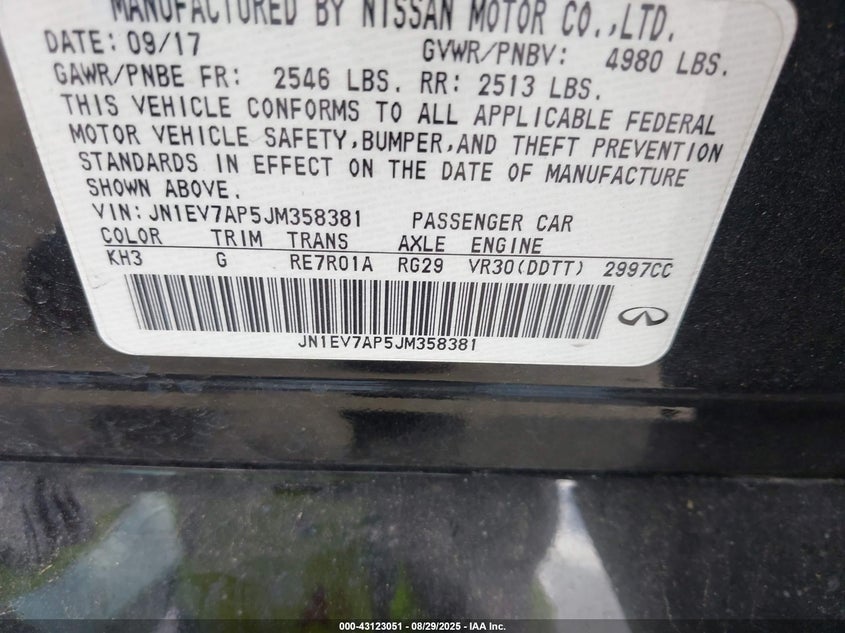 MANUFACTURED BY NISSAN MOTOR CO.,LTD.
DATE: 09/17 GVWR/PNBV: 4980 LBS.
GAWR/PNBE FR: 2546 LBS. RR: 2513 LBS.
THIS VEHICLE CONFORMS TO ALL APPLICABLE FEDERAL
MOTOR VEHICLE SAFETY,BUMPER,AND THEFT PREVENTION
STANDARDS IN EFFECT ON THE DATE OF MANUFACTURE
SHOWN ABOVE.
VIN:JN1EV7AP5JM358381 PASSENGER CAR
COLOR TRIM TRANS AXLE ENGINE
KH3 G RE7R01A RG29 VR30(DDTT) 2997CC
JN1EV7AP5JM358381
000-43123051 - 08/29/2025 - IAA Inc.